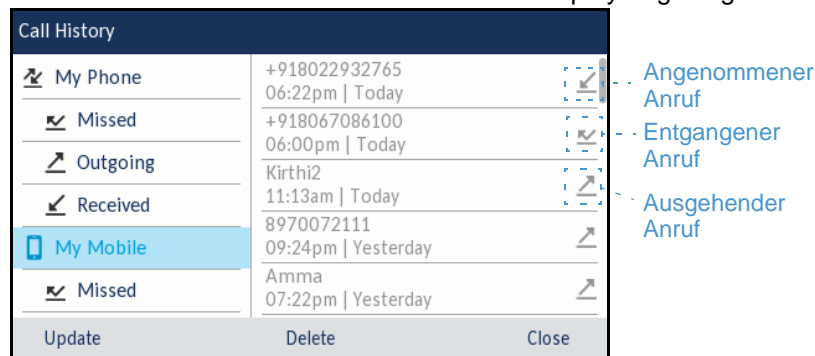 Call History
My Phone
Missed
Outgoing
Received
My Mobile
Missed
+918022932765
06:22pm | Today
+918067086100
06:00pm | Today
Kirthi2
11:13am | Today
8970072111
09:24pm | Yesterday
Amma
07:22pm | Yesterday
Update Delete Close
Angenommener
Anruf
Entgangener
Anruf
Ausgehender
Anruf